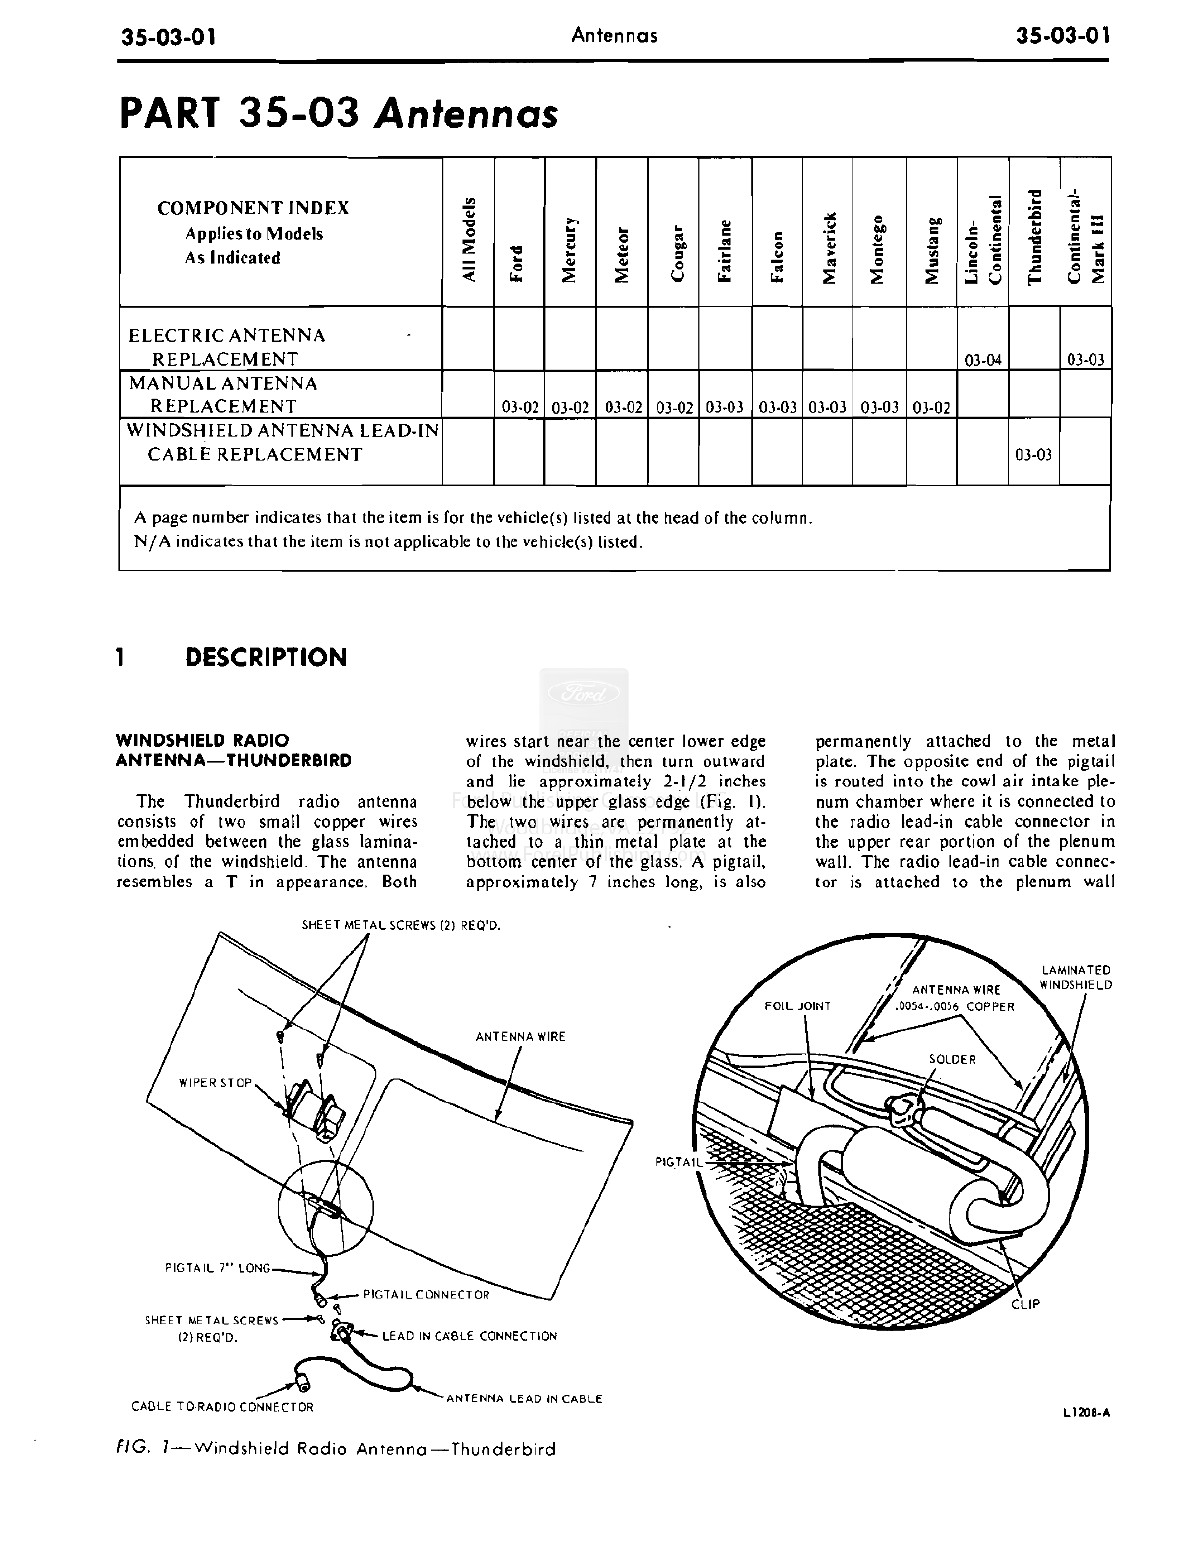 35-03-01 Antennas 35-03-01
PART 35-03 Antennas
COMPONENT INDEX
Applies to Models
As Indicated
All Models
Ford
Mercury
Meteor
Cougar
Fairlane
Falcon
Maverick
Montego
Mustang
Lincoln-
Continental
Thunderbird
Continental-
Mark III
ELECTRIC ANTENNA
REPLACEMENT 03-04 03-03
MANUAL ANTENNA
REPLACEMENT 03-02 03-02 03-02 03-02 03-03 03-03 03-03 03-03 03-02
WINDSHIELD ANTENNA LEAD-IN
CABLE REPLACEMENT 03-03
A page number indicates that the item is for the vehicle(s) listed at the head of the column.
N/A indicates that the item is not applicable to the vehicle(s) listed.
1 DESCRIPTION
Ford
WINDSHIELD RADIO
ANTENNA—THUNDERBIRD
The Thunderbird radio antenna
consists of two small copper wires
embedded between the glass lamina-
tions, of the windshield. The antenna
resembles a T in appearance. Both
wires start near the center lower edge
of the windshield, then turn outward
and lie approximately 2-1/2 inches
below the upper glass edge (Fig. 1).
The two wires are permanently at-
tached to a thin metal plate at the
bottom center of the glass. A pigtail,
approximately 7 inches long, is also
permanently attached to the metal
plate. The opposite end of the pigtail
is routed into the cowl air intake ple-
num chamber where it is connected to
the radio lead-in cable connector in
the upper rear portion of the plenum
wall. The radio lead-in cable connec-
tor is attached to the plenum wall
SHEET METAL SCREWS (2) REQ'D.
ANTENNA WIRE
WIPER STOP
PIGTAIL 7" LONG
PIGTAIL CONNECTOR
SHEET METAL SCREWS
(2) REQ'D.
LEAD IN CABLE CONNECTION
CABLE TO RADIO CONNECTOR
ANTENNA LEAD IN CABLE
LAMINATED
WINDSHIELD
ANTENNA WIRE
.0054-.0056 COPPER
FOIL JOINT
SOLDER
PIGTAIL
CLIP
L1208-A
FIG. 1—Windshield Radio Antenna—Thunderbird